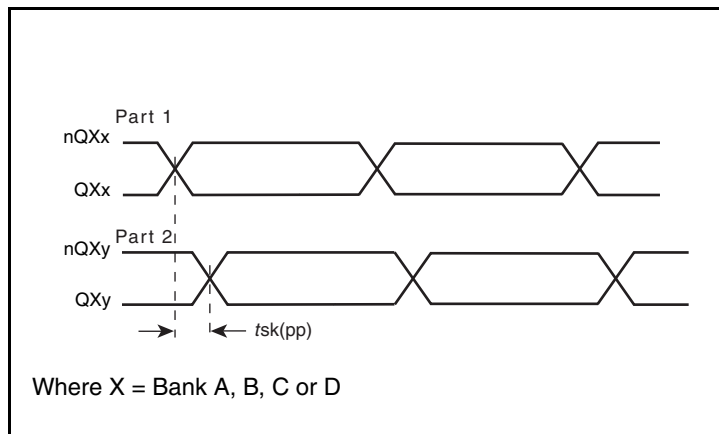 Part 1
nQXx
QXx
Part 2
nQXy
QXy
tsk(pp)
Where X = Bank A, B, C or D